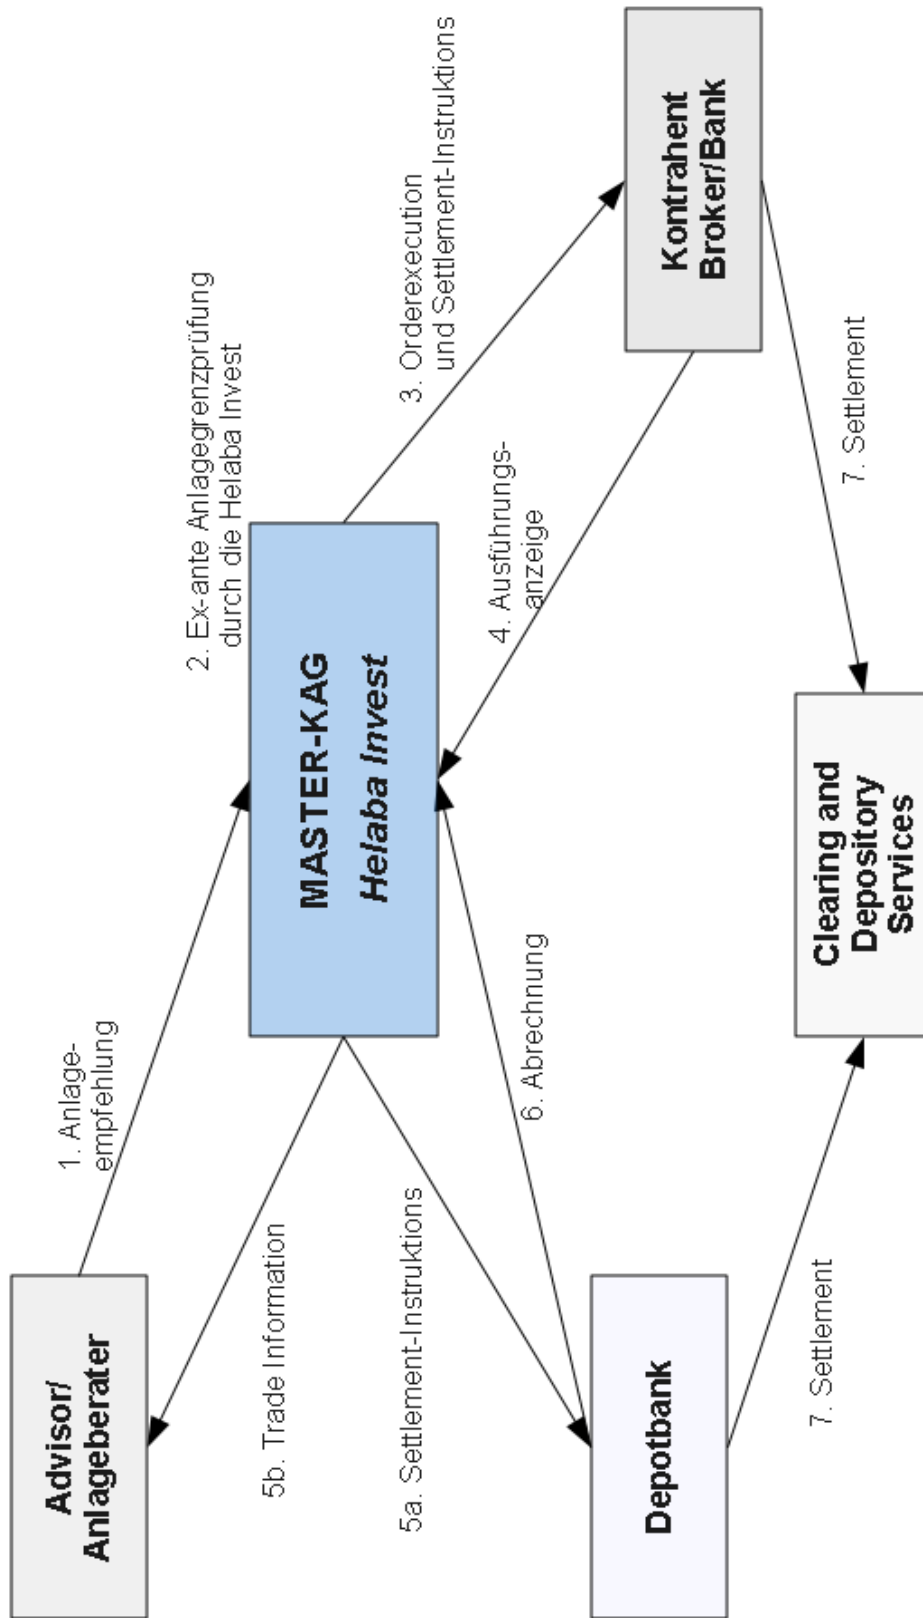 Advisor/
Anlageberater
1. Anlage-
empfehlung
2. Ex-ante Anlagegrenzprüfung
durch die Helaba Invest
MASTER-KAG
Helaba Invest
3. Orderexecution
und Settlement-Instruktions
5b. Trade Information
4. Ausführungs-
anzeige
5a. Settlement-Instruktions
6. Abrechnung
Kontrahent
Broker/Bank
Depotbank
7. Settlement
7. Settlement
Clearing and
Depository
Services